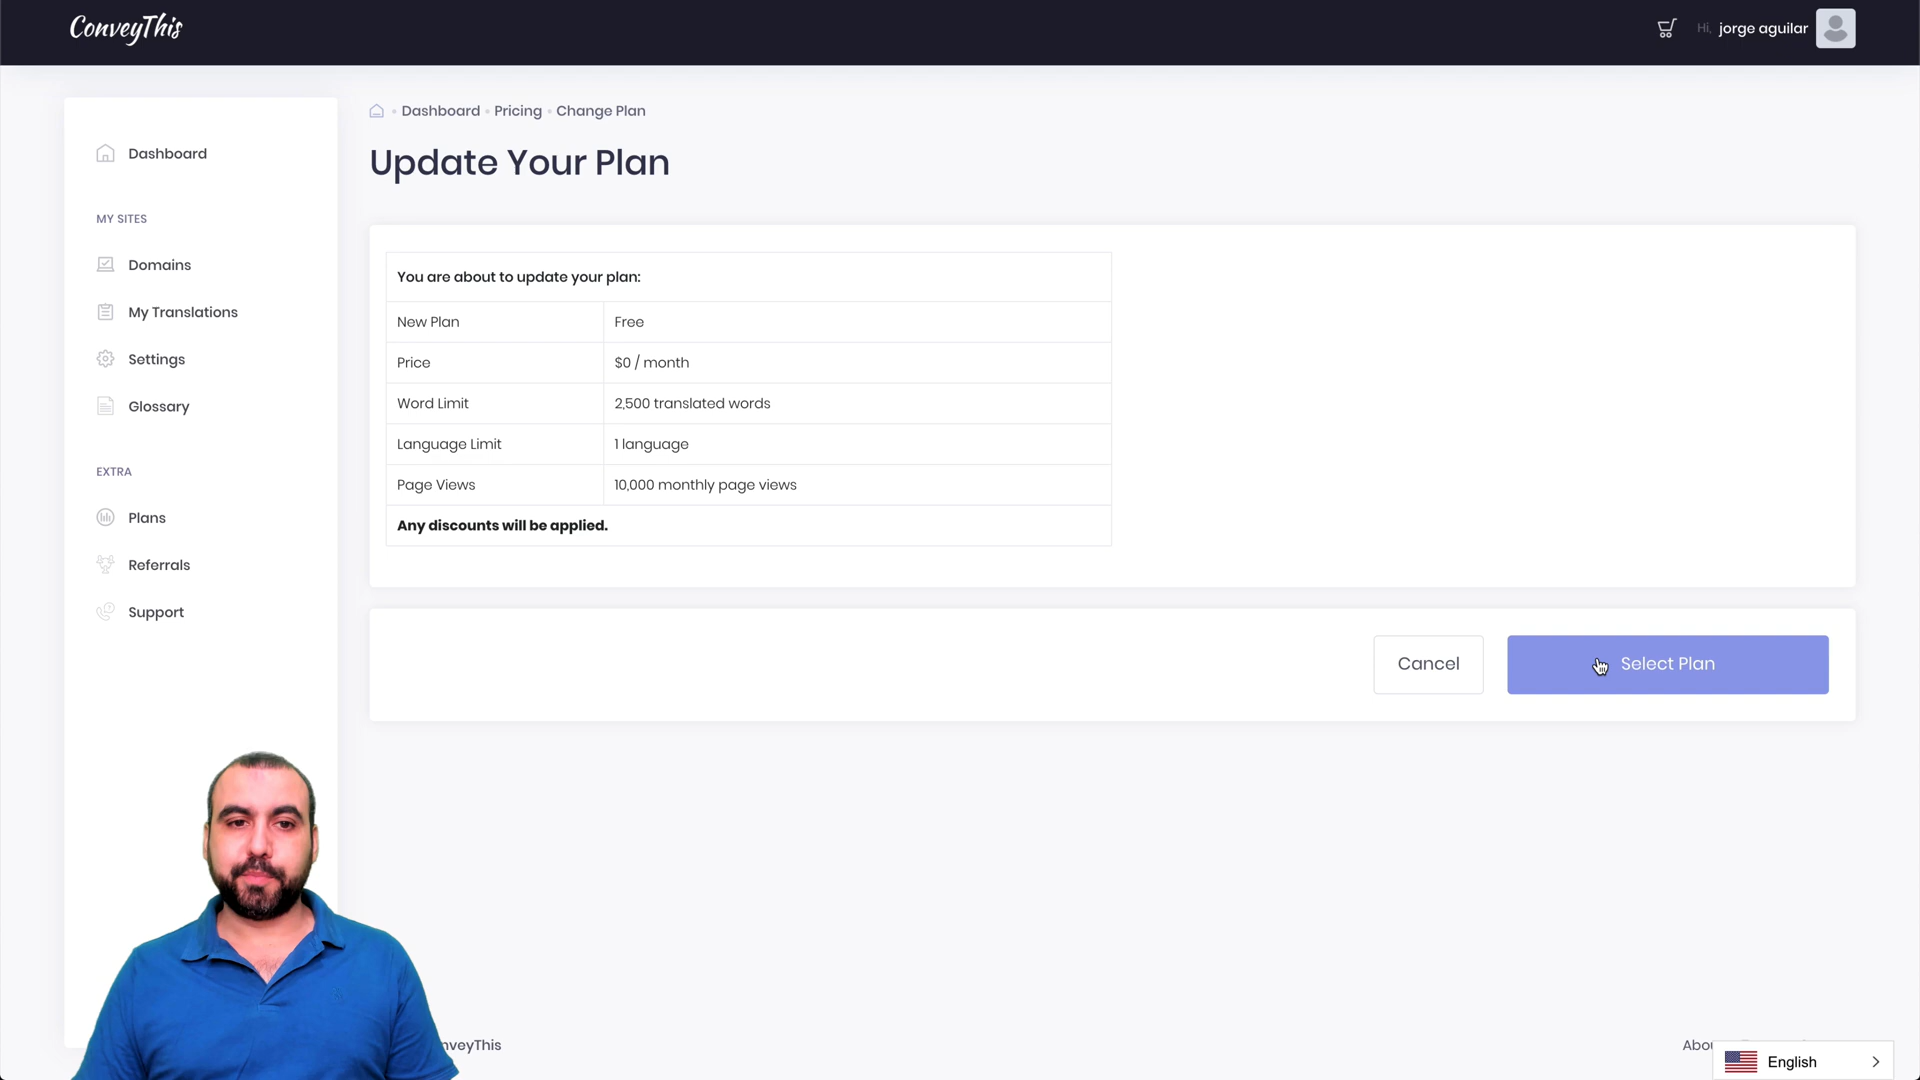 ConveyThis
Hi, jorge aguilar
Dashboard
MY SITES
Domains
My Translations
Settings
Glossary
EXTRA
Plans
Referrals
Support
Dashboard Pricing Change Plan
Update Your Plan
You are about to update your plan:
New Plan Free
Price $0 / month
Word Limit 2,500 translated words
Language Limit 1 language
Page Views 10,000 monthly page views
Any discounts will be applied.
Cancel
Select Plan
nveyThis
Abou
English